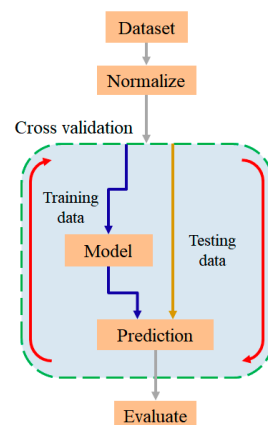 Dataset
Normalize
Cross validation
Training
data
Testing
data
Model
Prediction
Evaluate